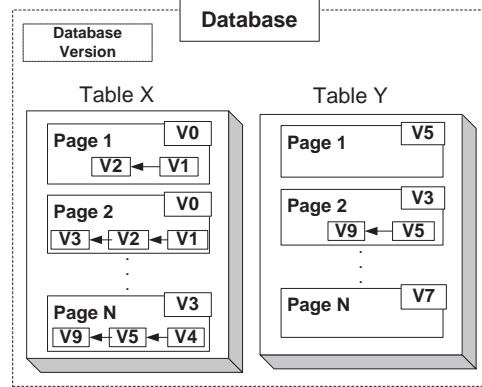 Database
Database
Version
Table X
Page 1
V0
V2
V1
Page 2
V0
V3
V2
V1
Page N
V3
V9
V5
V4
Table Y
Page 1
V5
Page 2
V3
V9
V5
Page N
V7